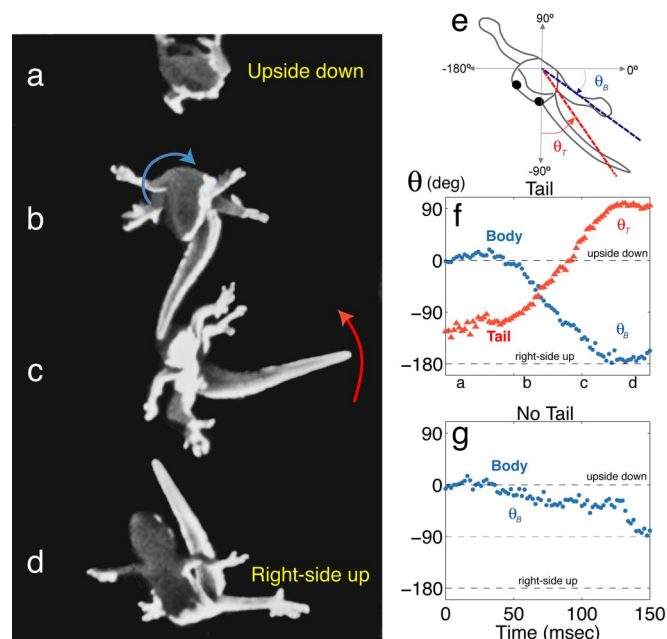 a
Upside down
b
c
d
Right-side up
e
90º
-180º
0º
θB
θT
-90º
Tail
θ (deg)
f
90
0
-90
-180
Body
θT
upside down
Tail
θB
right-side up
a b c d
No Tail
g
90
0
-90
-180
Body
upside down
θB
right-side up
0 50 100 150
Time (msec)